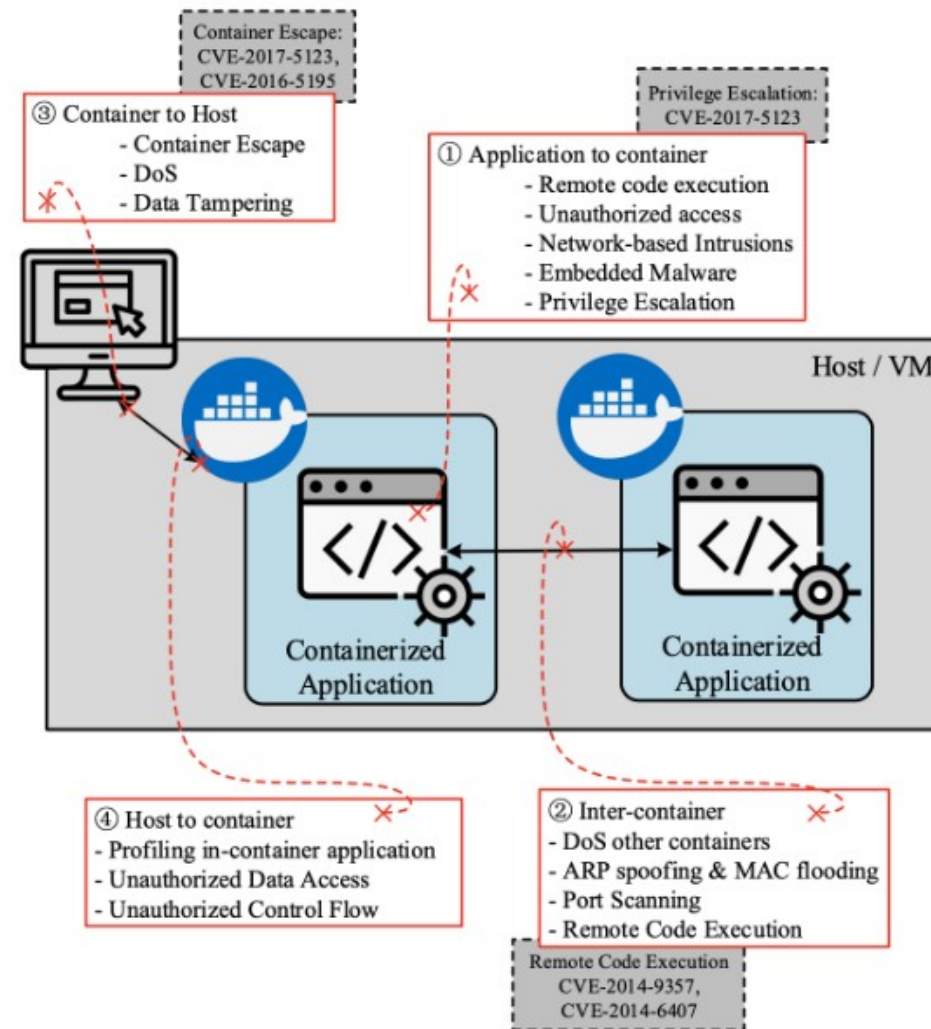 Container Escape:
CVE-2017-5123,
CVE-2016-5195
③ Container to Host
- Container Escape
- DoS
- Data Tampering
Privilege Escalation:
CVE-2017-5123
① Application to container
- Remote code execution
- Unauthorized access
- Network-based Intrusions
- Embedded Malware
- Privilege Escalation
Host / VM
</>
Containerized
Application
</>
Containerized
Application
④ Host to container
- Profiling in-container application
- Unauthorized Data Access
- Unauthorized Control Flow
② Inter-container
- DoS other containers
- ARP spoofing & MAC flooding
- Port Scanning
- Remote Code Execution
Remote Code Execution
CVE-2014-9357,
CVE-2014-6407